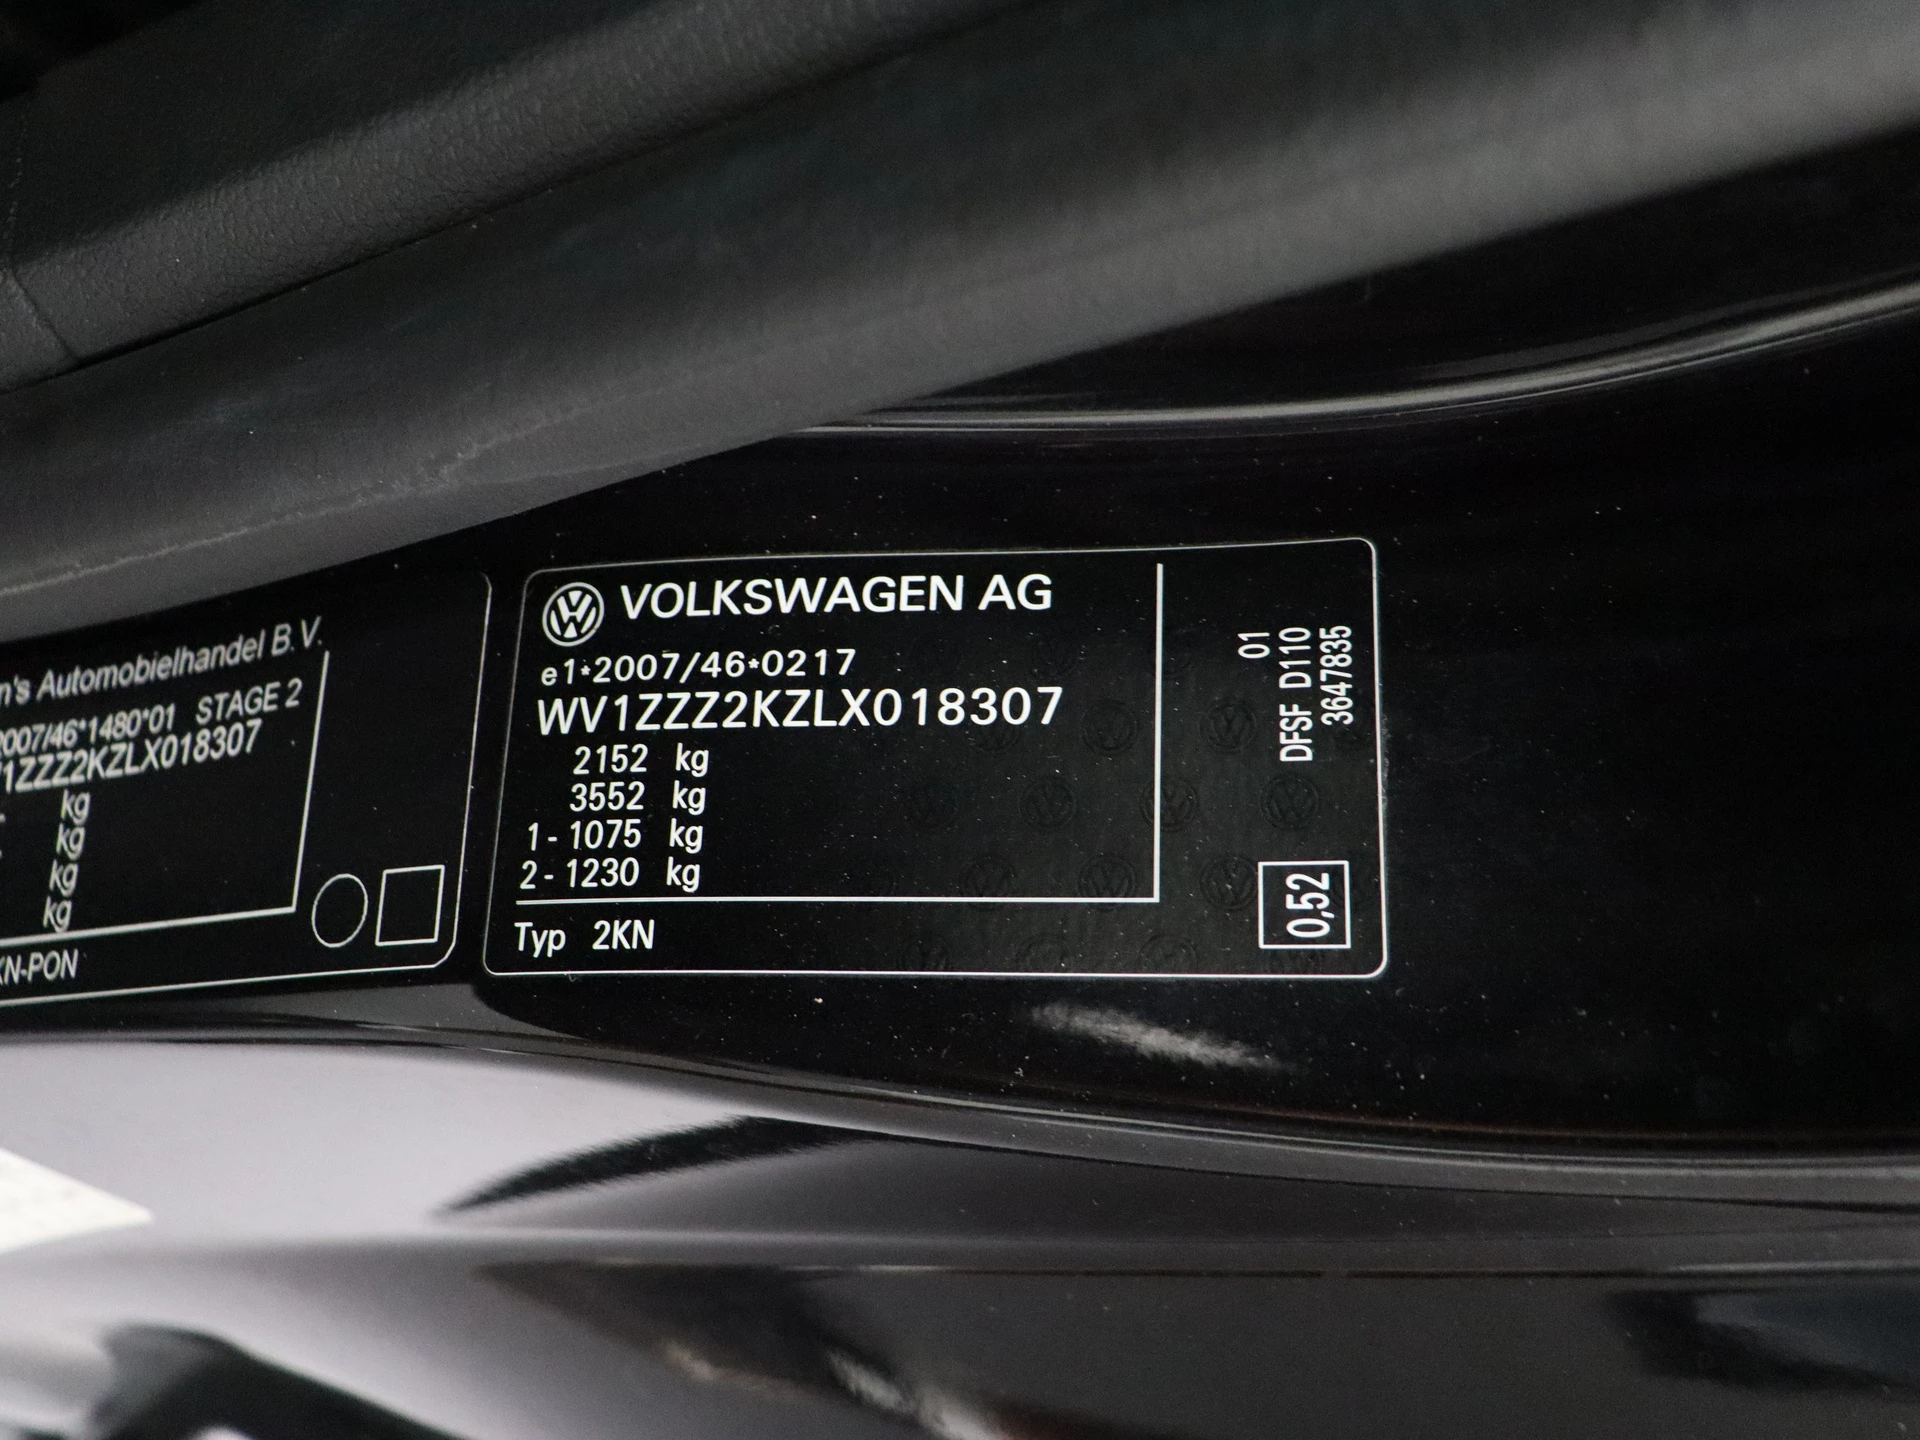 n's Automobielhandel B.V.
2007/46*1480*01 STAGE 2
1ZZZ2KZLX018307
kg
kg
kg
kg
KN-PON
VOLKSWAGEN AG
e1*2007/46*0217
WV1ZZZ2KZLX018307
2152 kg
3552 kg
1- 1075 kg
2- 1230 kg
Typ 2KN
01
DFSF D110
3647835
0,52